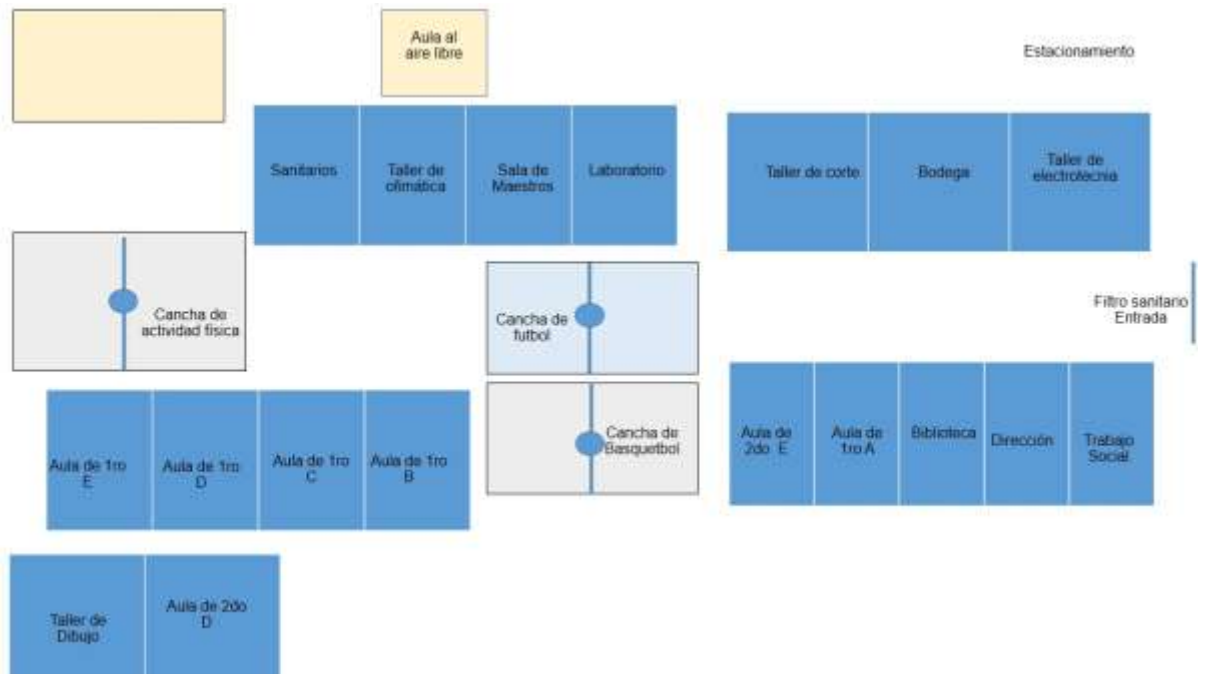 Aula al
aire libre
Estacionamiento
Sanitarios
Taller de
ofimática
Sala de
Maestros
Laboratorio
Taller de corte
Bodega
Taller de
electrotecnia
Cancha de
actividad física
Cancha de
futbol
Filtro sanitario
Entrada
Aula de 1ro
E
Aula de 1ro
D
Aula de 1ro
C
Aula de 1ro
B
Cancha de
Basquetbol
Aula de
2do E
Aula de
1ro A
Biblioteca
Dirección
Trabajo
Social
Taller de
Dibujo
Aula de 2do
D